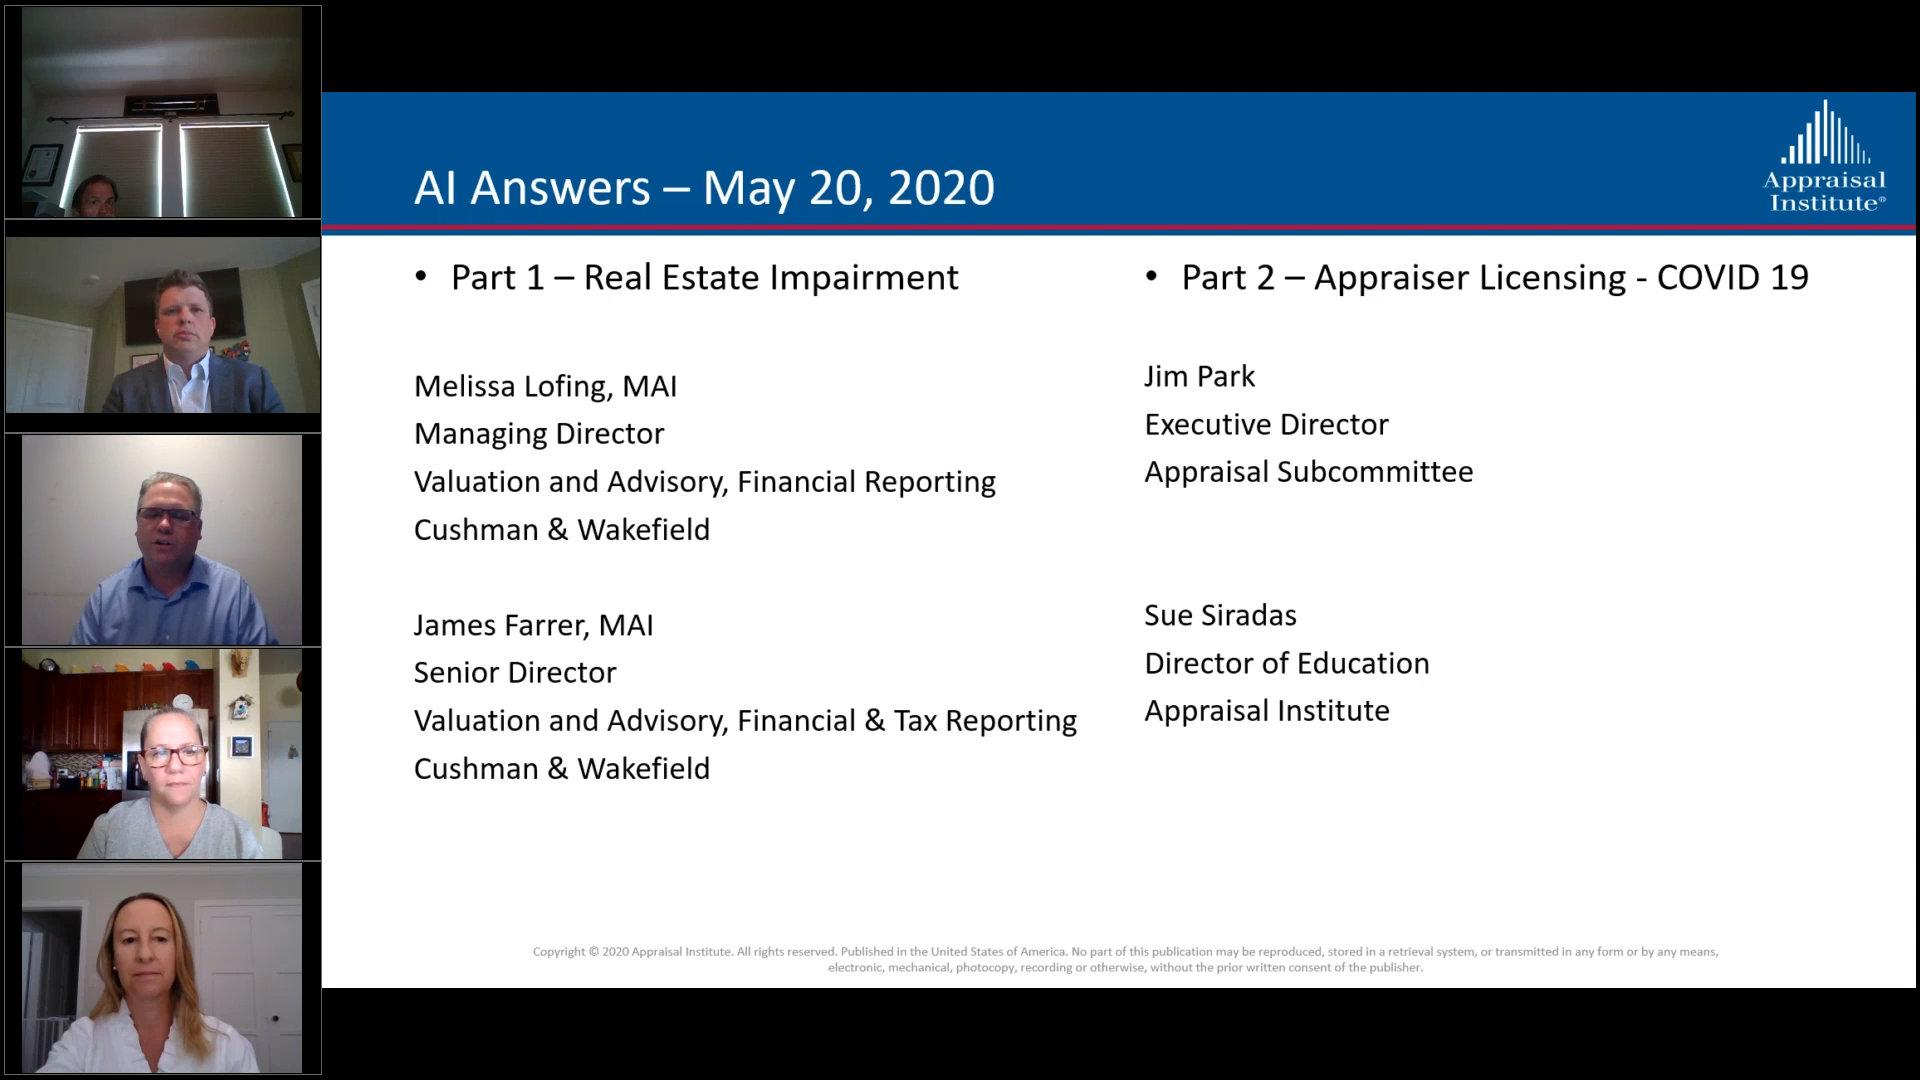 AI Answers – May 20, 2020
Appraisal
Institute®
• Part 1 – Real Estate Impairment
Melissa Lofing, MAI
Managing Director
Valuation and Advisory, Financial Reporting
Cushman & Wakefield
James Farrer, MAI
Senior Director
Valuation and Advisory, Financial & Tax Reporting
Cushman & Wakefield
• Part 2 – Appraiser Licensing - COVID 19
Jim Park
Executive Director
Appraisal Subcommittee
Sue Siradas
Director of Education
Appraisal Institute
Copyright © 2020 Appraisal Institute. All rights reserved. Published in the United States of America. No part of this publication may be reproduced, stored in a retrieval system, or transmitted in any form or by any means,
electronic, mechanical, photocopy, recording or otherwise, without the prior written consent of the publisher.